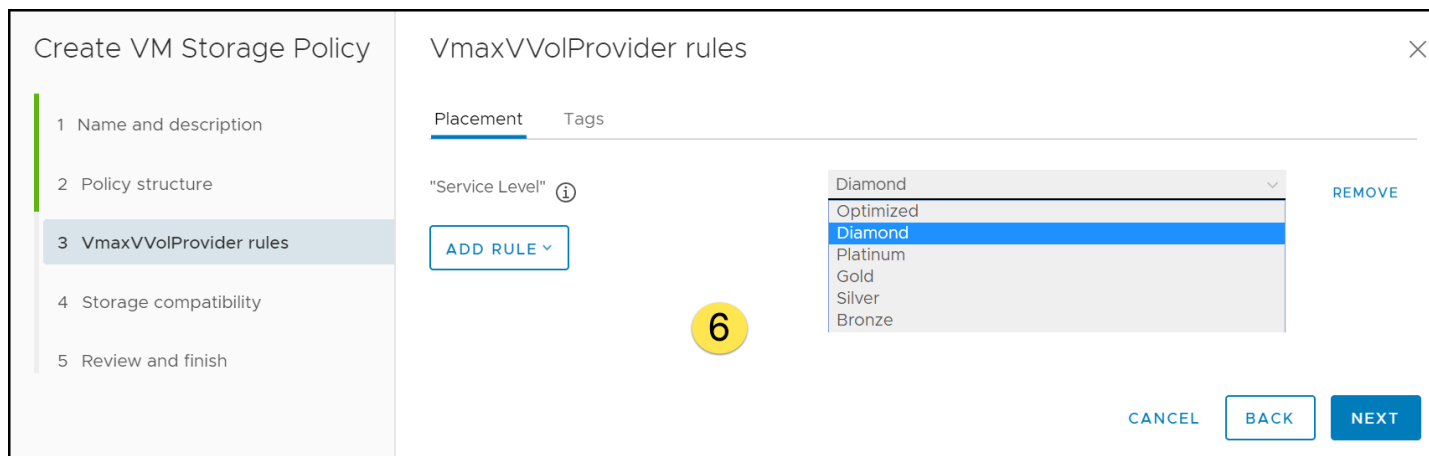 Create VM Storage Policy
1 Name and description
2 Policy structure
3 VmaxVVolProvider rules
4 Storage compatibility
5 Review and finish
VmaxVVolProvider rules
Placement Tags
"Service Level"
Diamond
REMOVE
Optimized
Diamond
Platinum
Gold
Silver
Bronze
ADD RULE
6
CANCEL BACK NEXT